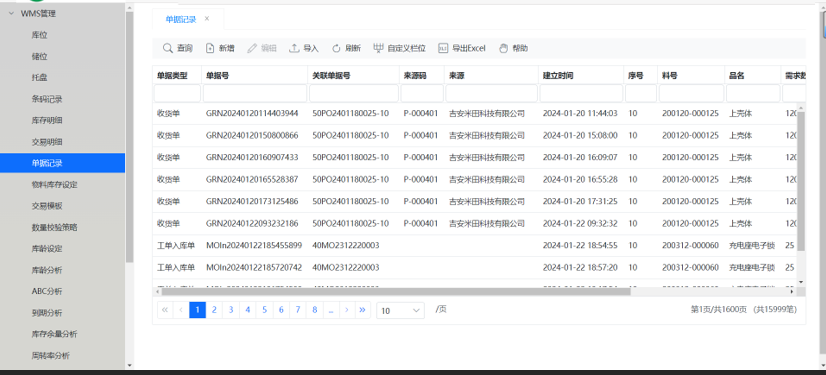 WMS管理
库位
储位
托盘
条码记录
库存明细
交易明细
单据记录
物料库存设定
交易模板
数量校验策略
库龄设定
库龄分析
ABC分析
到期分析
库存余量分析
周转率分析
单据记录 ×
查询 新增 编辑 导入 刷新 自定义栏位 导出Excel 帮助
单据类型 单据号 关联单据号 来源码 来源 建立时间 序号 料号 品名 需求数
收货单 GRN20240120114403944 50PO2401180025-10 P-000401 吉安米田科技有限公司 2024-01-20 11:44:03 10 200120-000125 上壳体 120
收货单 GRN20240120150800866 50PO2401180025-10 P-000401 吉安米田科技有限公司 2024-01-20 15:08:00 10 200120-000125 上壳体 120
收货单 GRN20240120160907433 50PO2401180025-10 P-000401 吉安米田科技有限公司 2024-01-20 16:09:07 10 200120-000125 上壳体 120
收货单 GRN20240120165528387 50PO2401180025-10 P-000401 吉安米田科技有限公司 2024-01-20 16:55:28 10 200120-000125 上壳体 120
收货单 GRN20240120173125486 50PO2401180025-10 P-000401 吉安米田科技有限公司 2024-01-20 17:31:25 10 200120-000125 上壳体 120
收货单 GRN20240122093232186 50PO2401180025-10 P-000401 吉安米田科技有限公司 2024-01-22 09:32:32 10 200120-000125 上壳体 120
工单入库单 MOIn20240122185455899 40MO2312220003 2024-01-22 18:54:55 10 200312-000060 充电座电子锁 25
工单入库单 MOIn20240122185720742 40MO2312220003 2024-01-22 18:57:20 10 200312-000060 充电座电子锁 25
« ‹ 1 2 3 4 5 6 7 8 ... › » 10 /页 第1页/共1600页 (共15999笔)